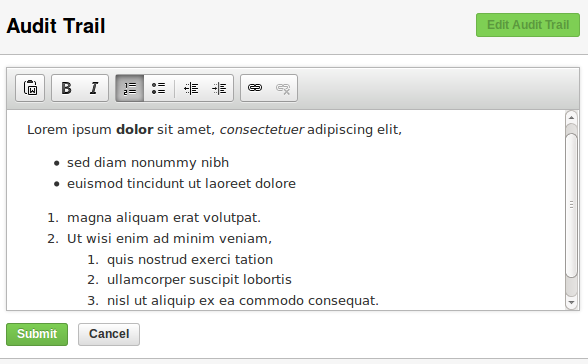 Audit Trail
Edit Audit Trail
B I
Lorem ipsum dolor sit amet, consectetuer adipiscing elit,
• sed diam nonummy nibh
• euismod tincidunt ut laoreet dolore
1. magna aliquam erat volutpat.
2. Ut wisi enim ad minim veniam,
1. quis nostrud exerci tation
2. ullamcorper suscipit lobortis
3. nisl ut aliquip ex ea commodo consequat.
Submit Cancel